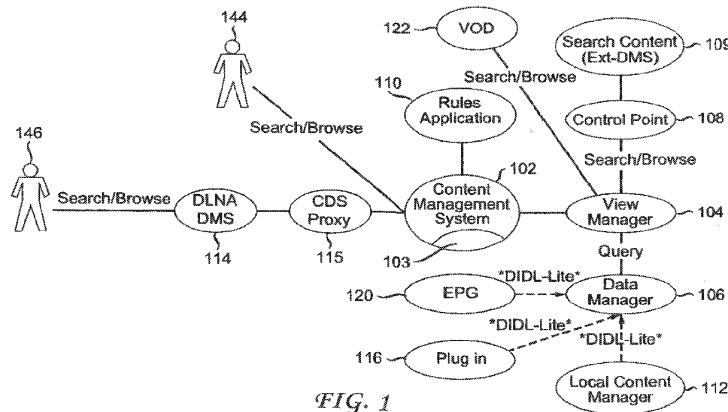 144
122
VOD
Search Content
(Ext-DMS)
109
110
Rules
Application
Search/Browse
Control Point
108
146
Search/Browse
102
Search/Browse
Search/Browse
DLNA
DMS
CDS
Proxy
Content
Management
System
View
Manager
104
114
115
103
Query
120
EPG
*DIDL-Lite*
Data
Manager
106
*DIDL-Lite*
*DIDL-Lite*
116
Plug in
Local Content
Manager
112
FIG. 1